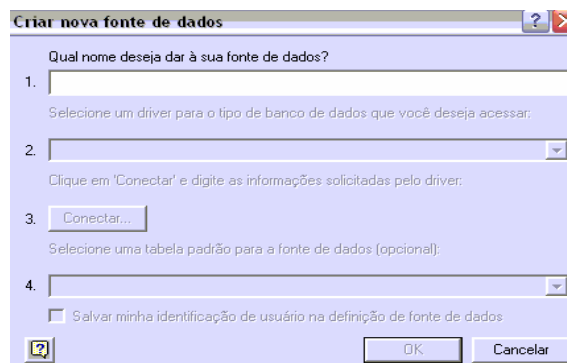 Criar nova fonte de dados
Qual nome deseja dar à sua fonte de dados?
1.
Selecione um driver para o tipo de banco de dados que você deseja acessar:
2.
Clique em 'Conectar' e digite as informações solicitadas pelo driver:
3. Conectar...
Selecione uma tabela padrão para a fonte de dados (opcional):
4.
Salvar minha identificação de usuário na definição de fonte de dados
OK Cancelar